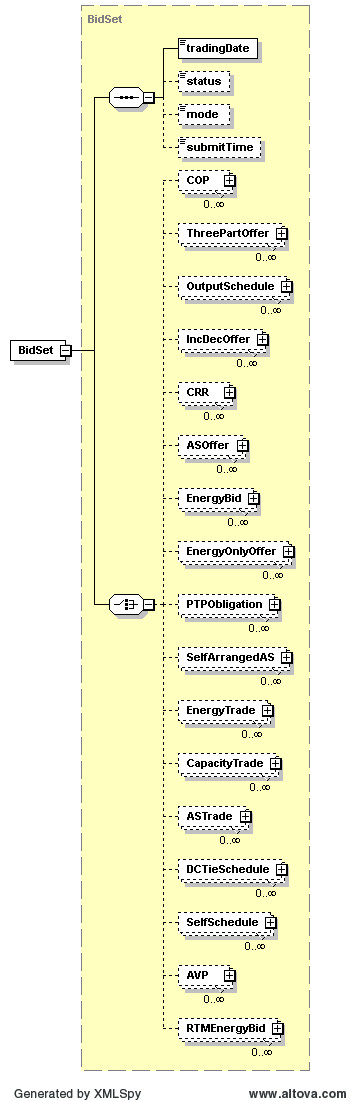 BidSet
tradingDate
status
mode
submitTime
COP
0..∞
ThreePartOffer
0..∞
OutputSchedule
0..∞
IncDecOffer
0..∞
BidSet
CRR
0..∞
ASOffer
0..∞
EnergyBid
0..∞
EnergyOnlyOffer
0..∞
PTPObligation
0..∞
SelfArrangedAS
0..∞
EnergyTrade
0..∞
CapacityTrade
0..∞
ASTrade
0..∞
DCTieSchedule
0..∞
SelfSchedule
0..∞
AVP
0..∞
RTMEnergyBid
0..∞
Generated by XMLSpy www.altova.com